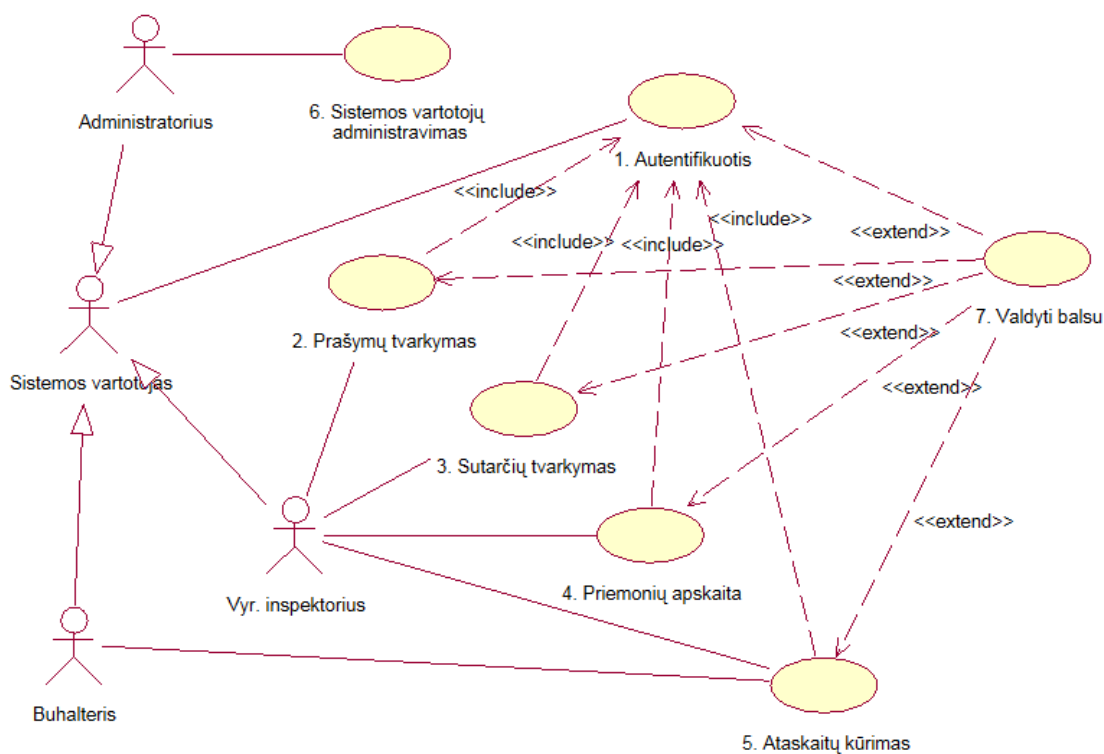 6. Sistemos vartotojų
administravimas
Administratorius
1. Autentifikuotis
<<include>>
<<include>>
<<include>>
<<include>>
<<extend>>
<<extend>>
7. Valdyti balsu
<<extend>>
2. Prašymų tvarkymas
Sistemos vartotojas
<<extend>>
3. Sutarčių tvarkymas
<<extend>>
4. Priemonių apskaita
Vyr. inspektorius
Buhalteris
5. Ataskaitų kūrimas